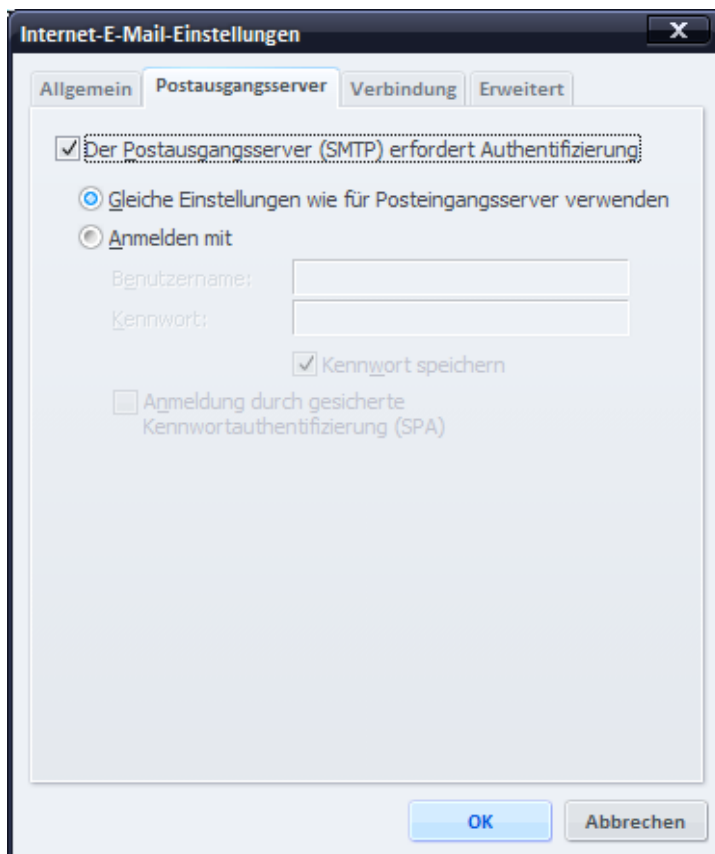 Internet-E-Mail-Einstellungen
X
Allgemein Postausgangsserver Verbindung Erweitert
Der Postausgangsserver (SMTP) erfordert Authentifizierung
Gleiche Einstellungen wie für Posteingangsserver verwenden
Anmelden mit
Benutzername:
Kennwort:
Kennwort speichern
Anmeldung durch gesicherte
Kennwortauthentifizierung (SPA)
OK Abbrechen